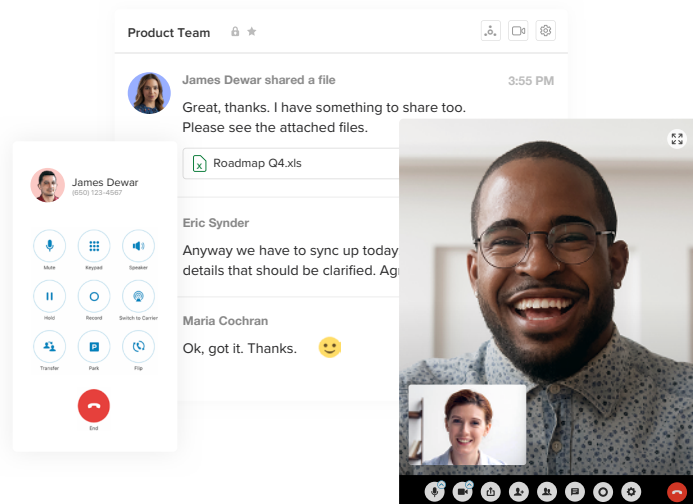 Product Team
James Dewar shared a file
3:55 PM
Great, thanks. I have something to share too.
Please see the attached files.
X
Roadmap Q4.xls
Eric Synder
Anyway we have to sync up today
details that should be clarified.
Maria Cochran
Ok, got it. Thanks.
James Dewar
(650) 123-4567
Mute
Keypad
Speaker
Hold
Record
Switch to Carrier
P
Transfer
Park
Flip
End